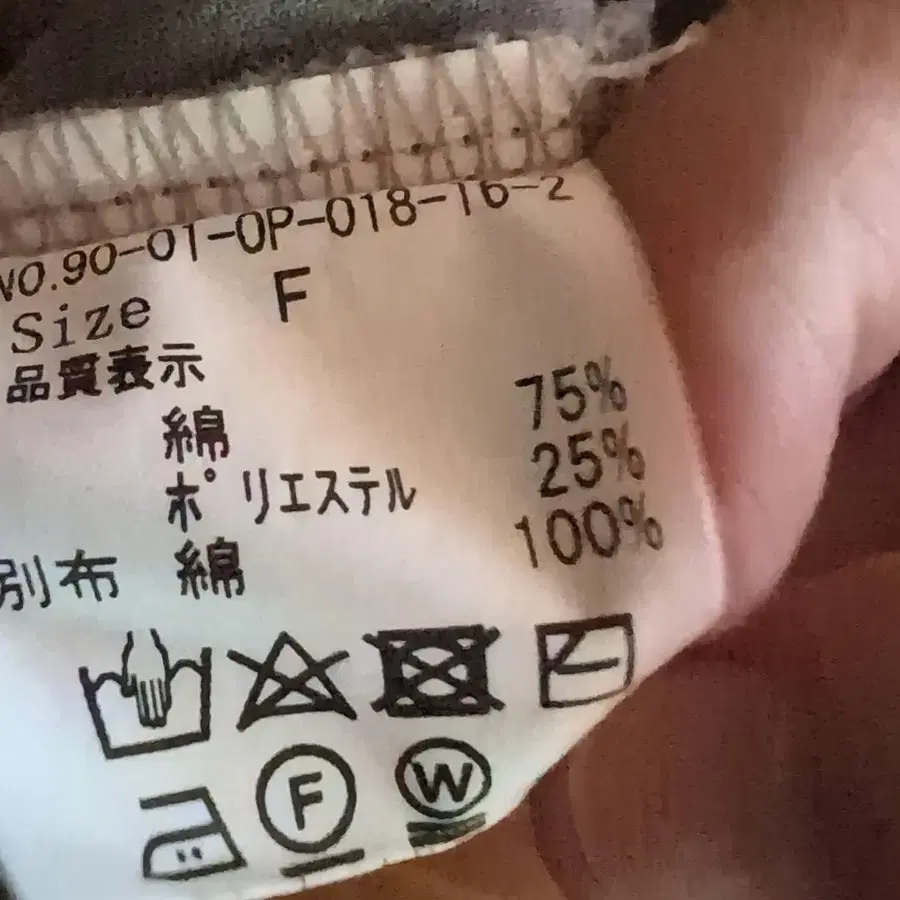 NO.90-01-OP-018-16-2
Size F
品質表示
綿 75%
ポリエステル 25%
別布 綿 100%
F W